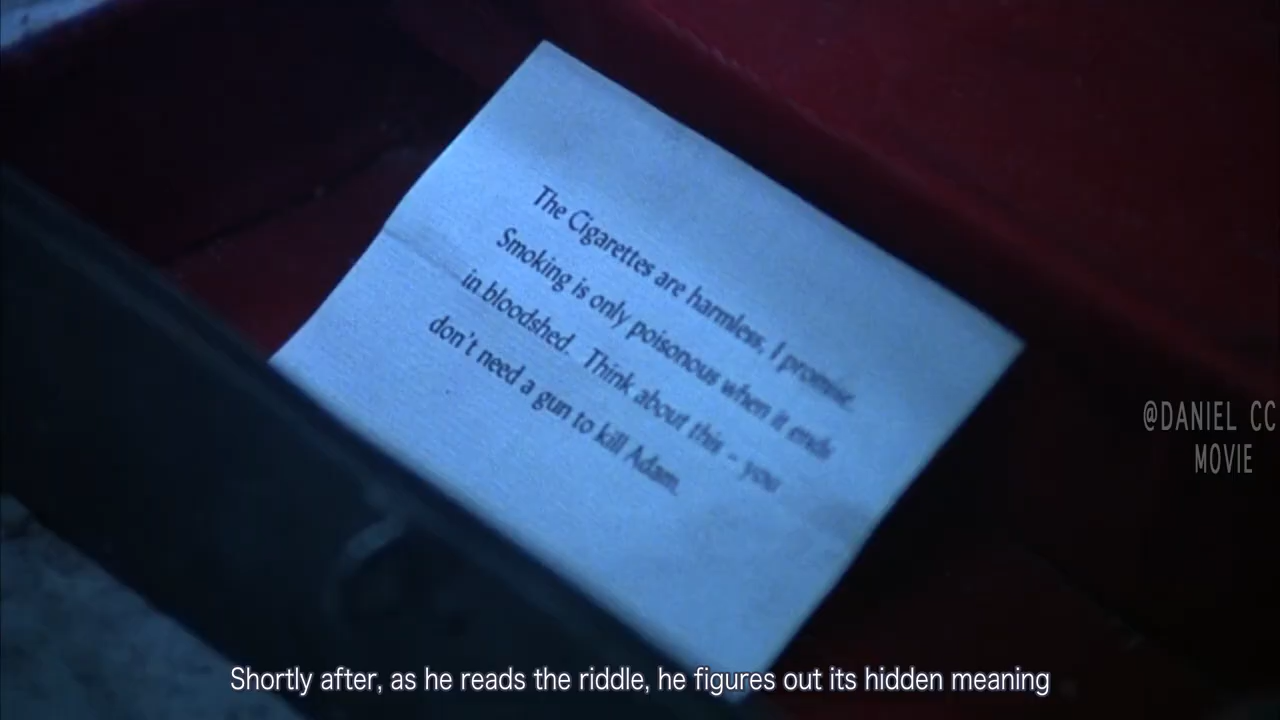 The Cigarettes are harmless, I promise.
Smoking is only poisonous when it ends
in bloodshed. Think about this - you
don't need a gun to kill Adam.
@DANIEL CC
MOVIE
Shortly after, as he reads the riddle, he figures out its hidden meaning